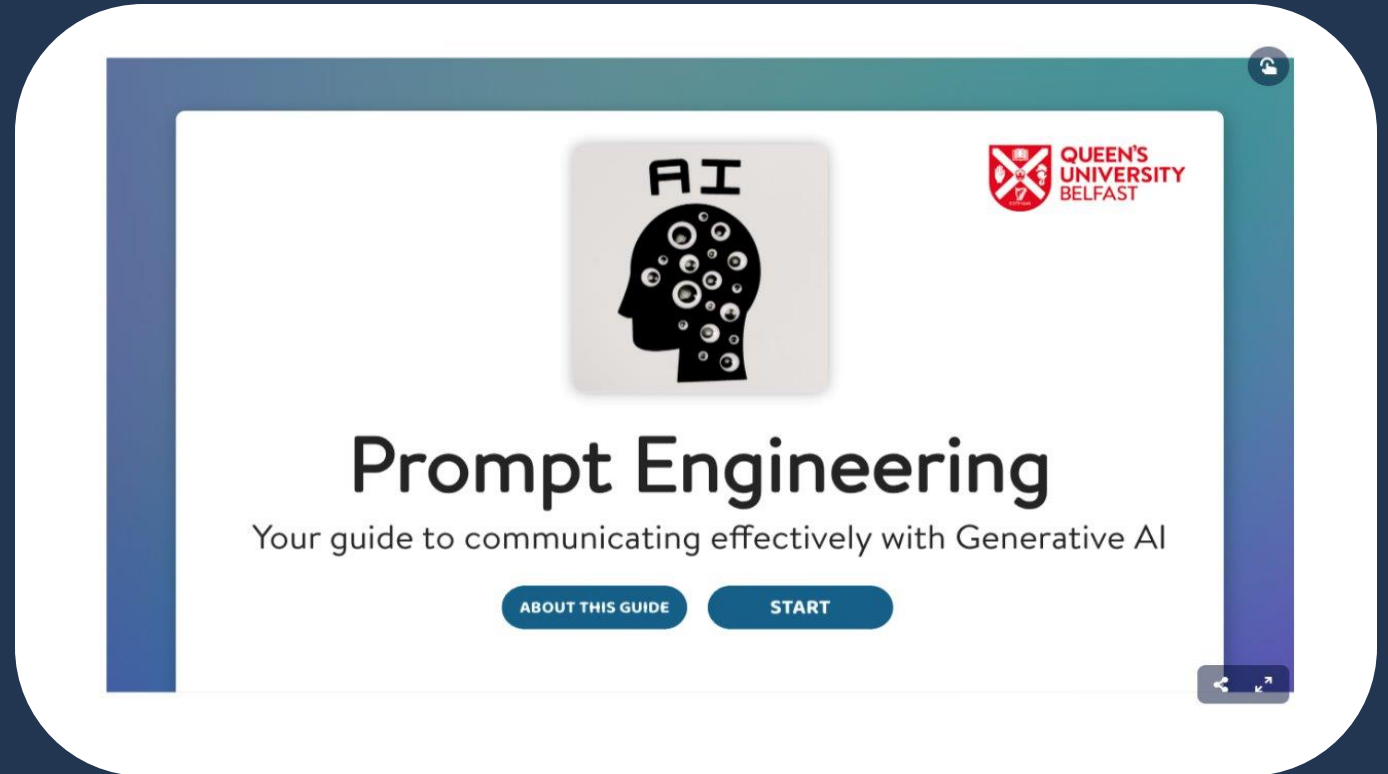 AI
QUEEN'S
UNIVERSITY
BELFAST
Prompt Engineering
Your guide to communicating effectively with Generative AI
ABOUT THIS GUIDE
START